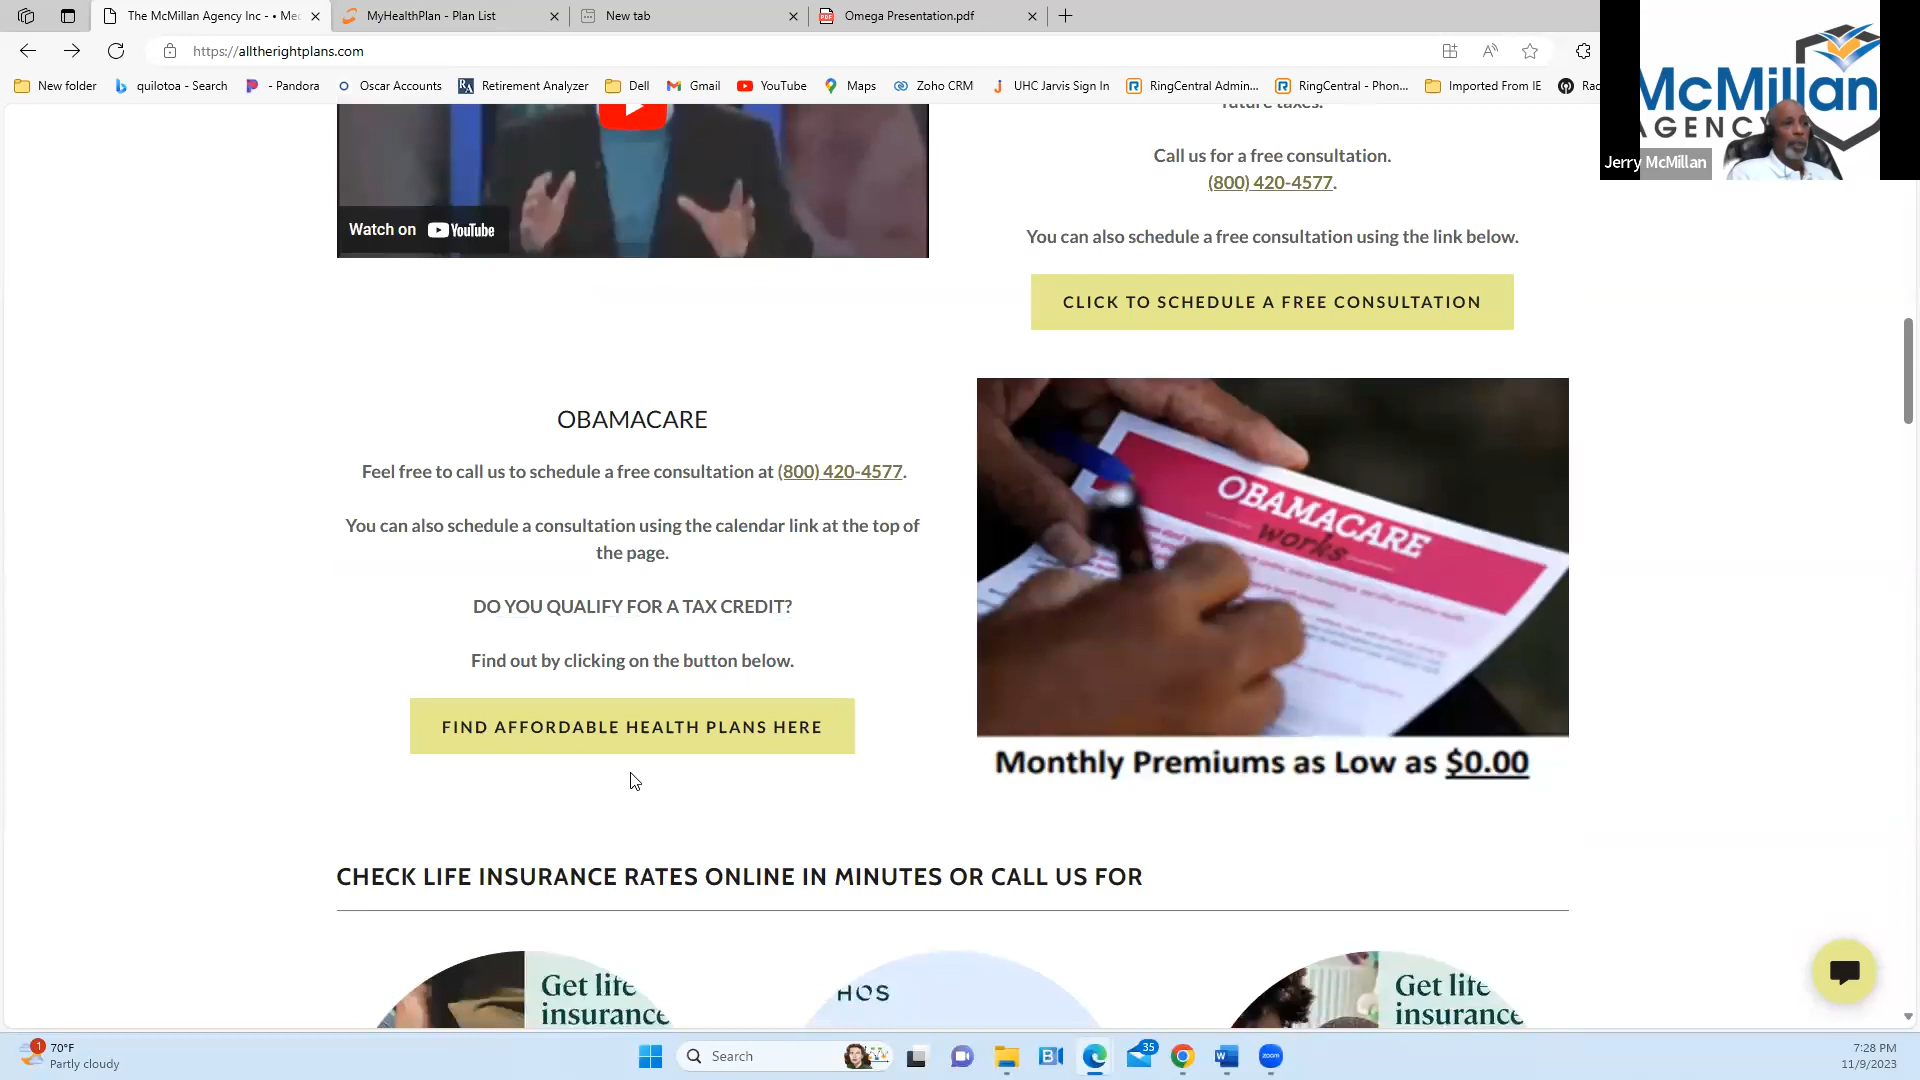 The McMillan Agency Inc - • Med
MyHealthPlan - Plan List
New tab
Omega Presentation.pdf
https://alltherightplans.com
New folder
quilotoa - Search
- Pandora
Oscar Accounts
Retirement Analyzer
Dell
Gmail
YouTube
Maps
Zoho CRM
UHC Jarvis Sign In
RingCentral Admin...
RingCentral - Phon...
Imported From IE
Rac
McMillan
AGENCY
Jerry McMillan
future taxes.
Call us for a free consultation.
(800) 420-4577.
Watch on YouTube
You can also schedule a free consultation using the link below.
CLICK TO SCHEDULE A FREE CONSULTATION
OBAMACARE
Feel free to call us to schedule a free consultation at (800) 420-4577.
You can also schedule a consultation using the calendar link at the top of
the page.
DO YOU QUALIFY FOR A TAX CREDIT?
Find out by clicking on the button below.
FIND AFFORDABLE HEALTH PLANS HERE
OBAMACARE
works
Monthly Premiums as Low as $0.00
CHECK LIFE INSURANCE RATES ONLINE IN MINUTES OR CALL US FOR
Get life
insurance
HOS
Get life
insurance
1
70°F
Partly cloudy
Search
35
7:28 PM
11/9/2023